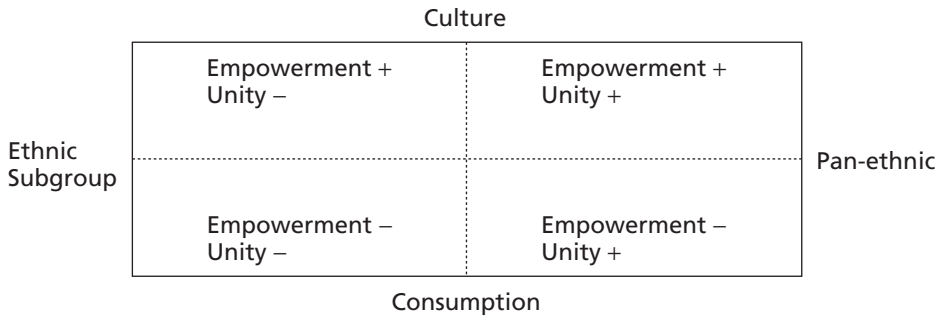 Culture
Empowerment +
Unity −
Empowerment +
Unity +
Ethnic
Subgroup
Pan-ethnic
Empowerment −
Unity −
Empowerment −
Unity +
Consumption